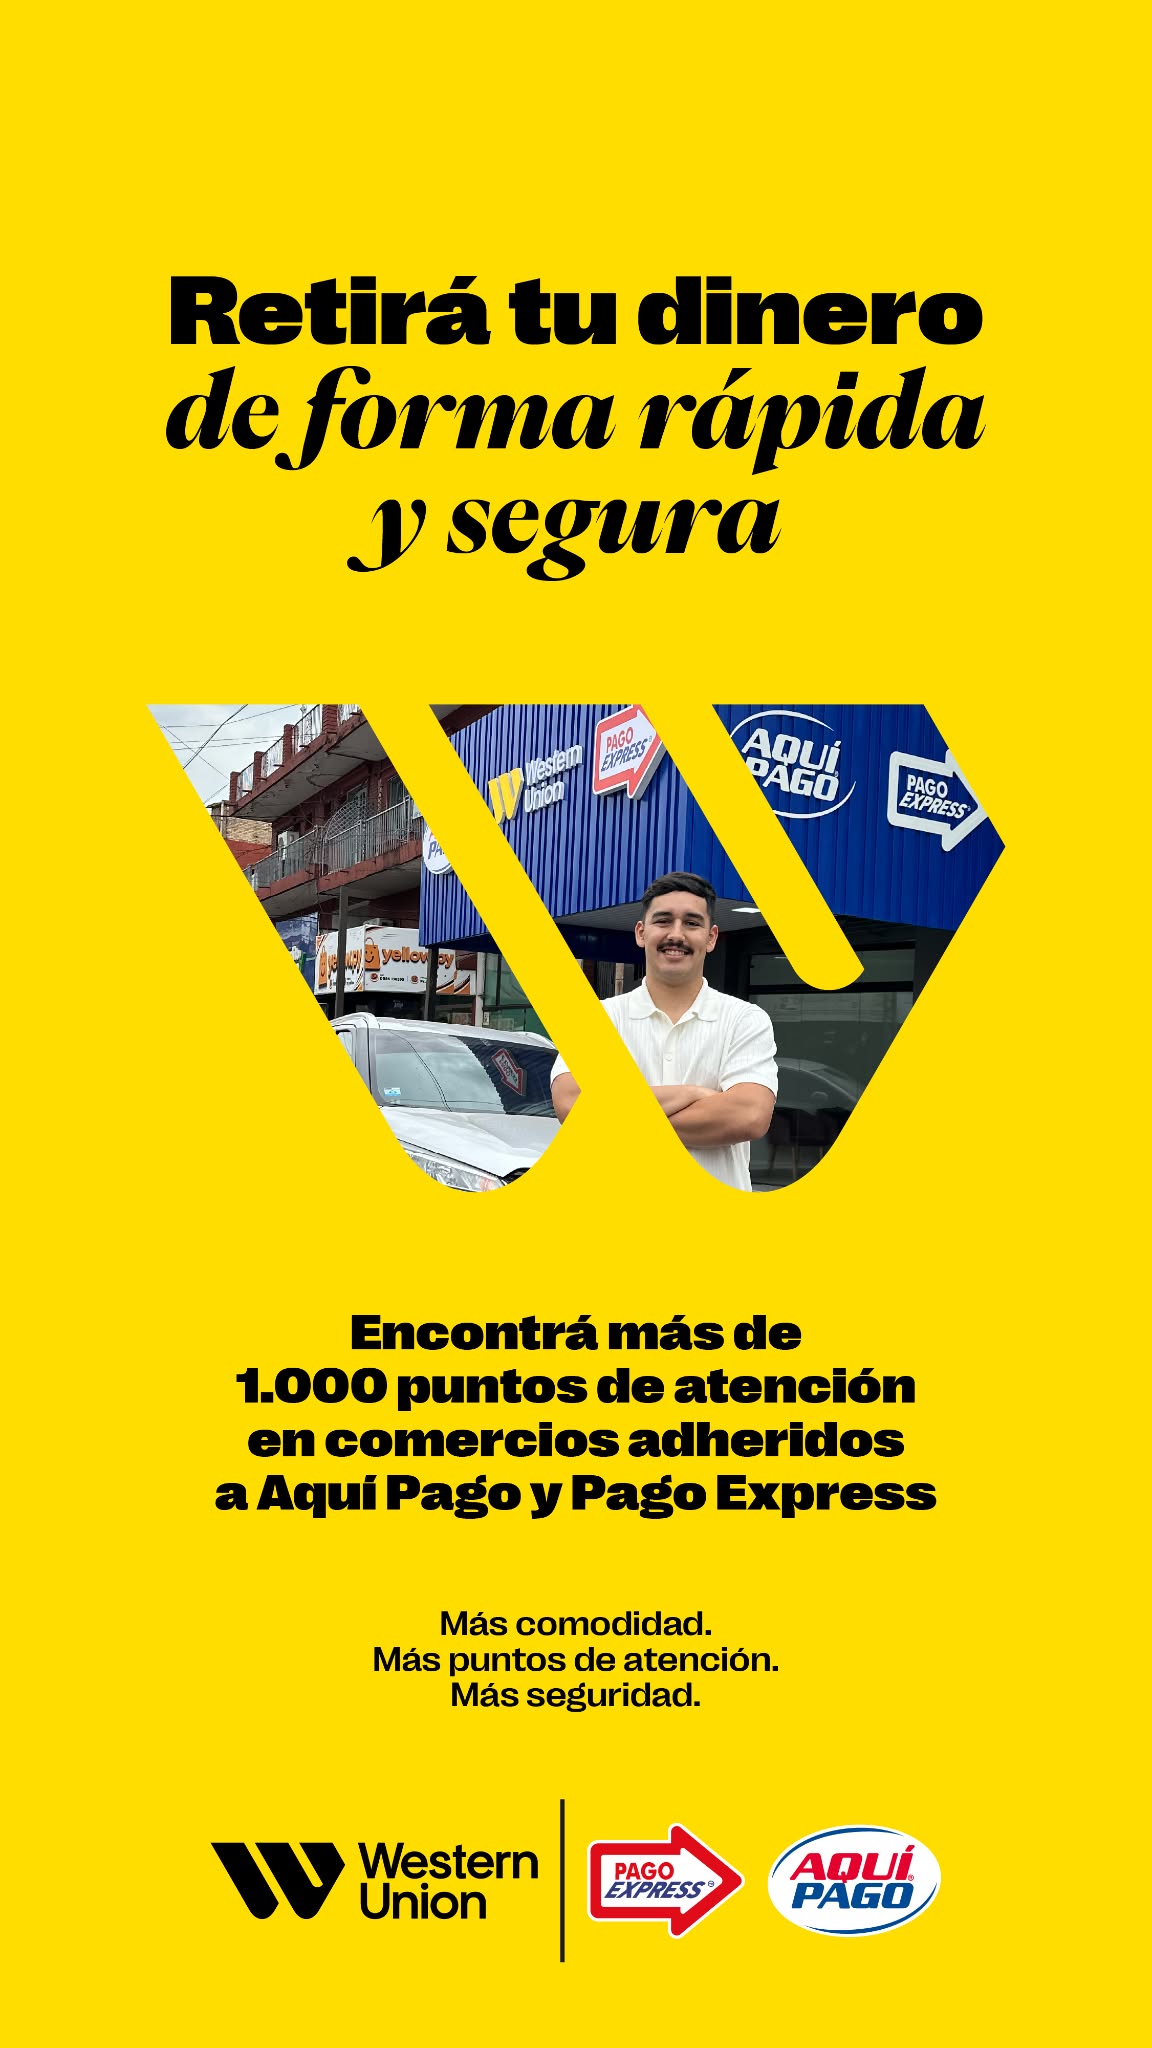 Retirá tu dinero
de forma rápida
y segura
Western
Union
PAGO
EXPRESS
AQUÍ
PAGO
PAGO
EXPRESS
PA
yellow
Encontrá más de
1.000 puntos de atención
en comercios adheridos
a Aquí Pago y Pago Express
Más comodidad.
Más puntos de atención.
Más seguridad.
Western
Union
PAGO
EXPRESS
AQUÍ
PAGO